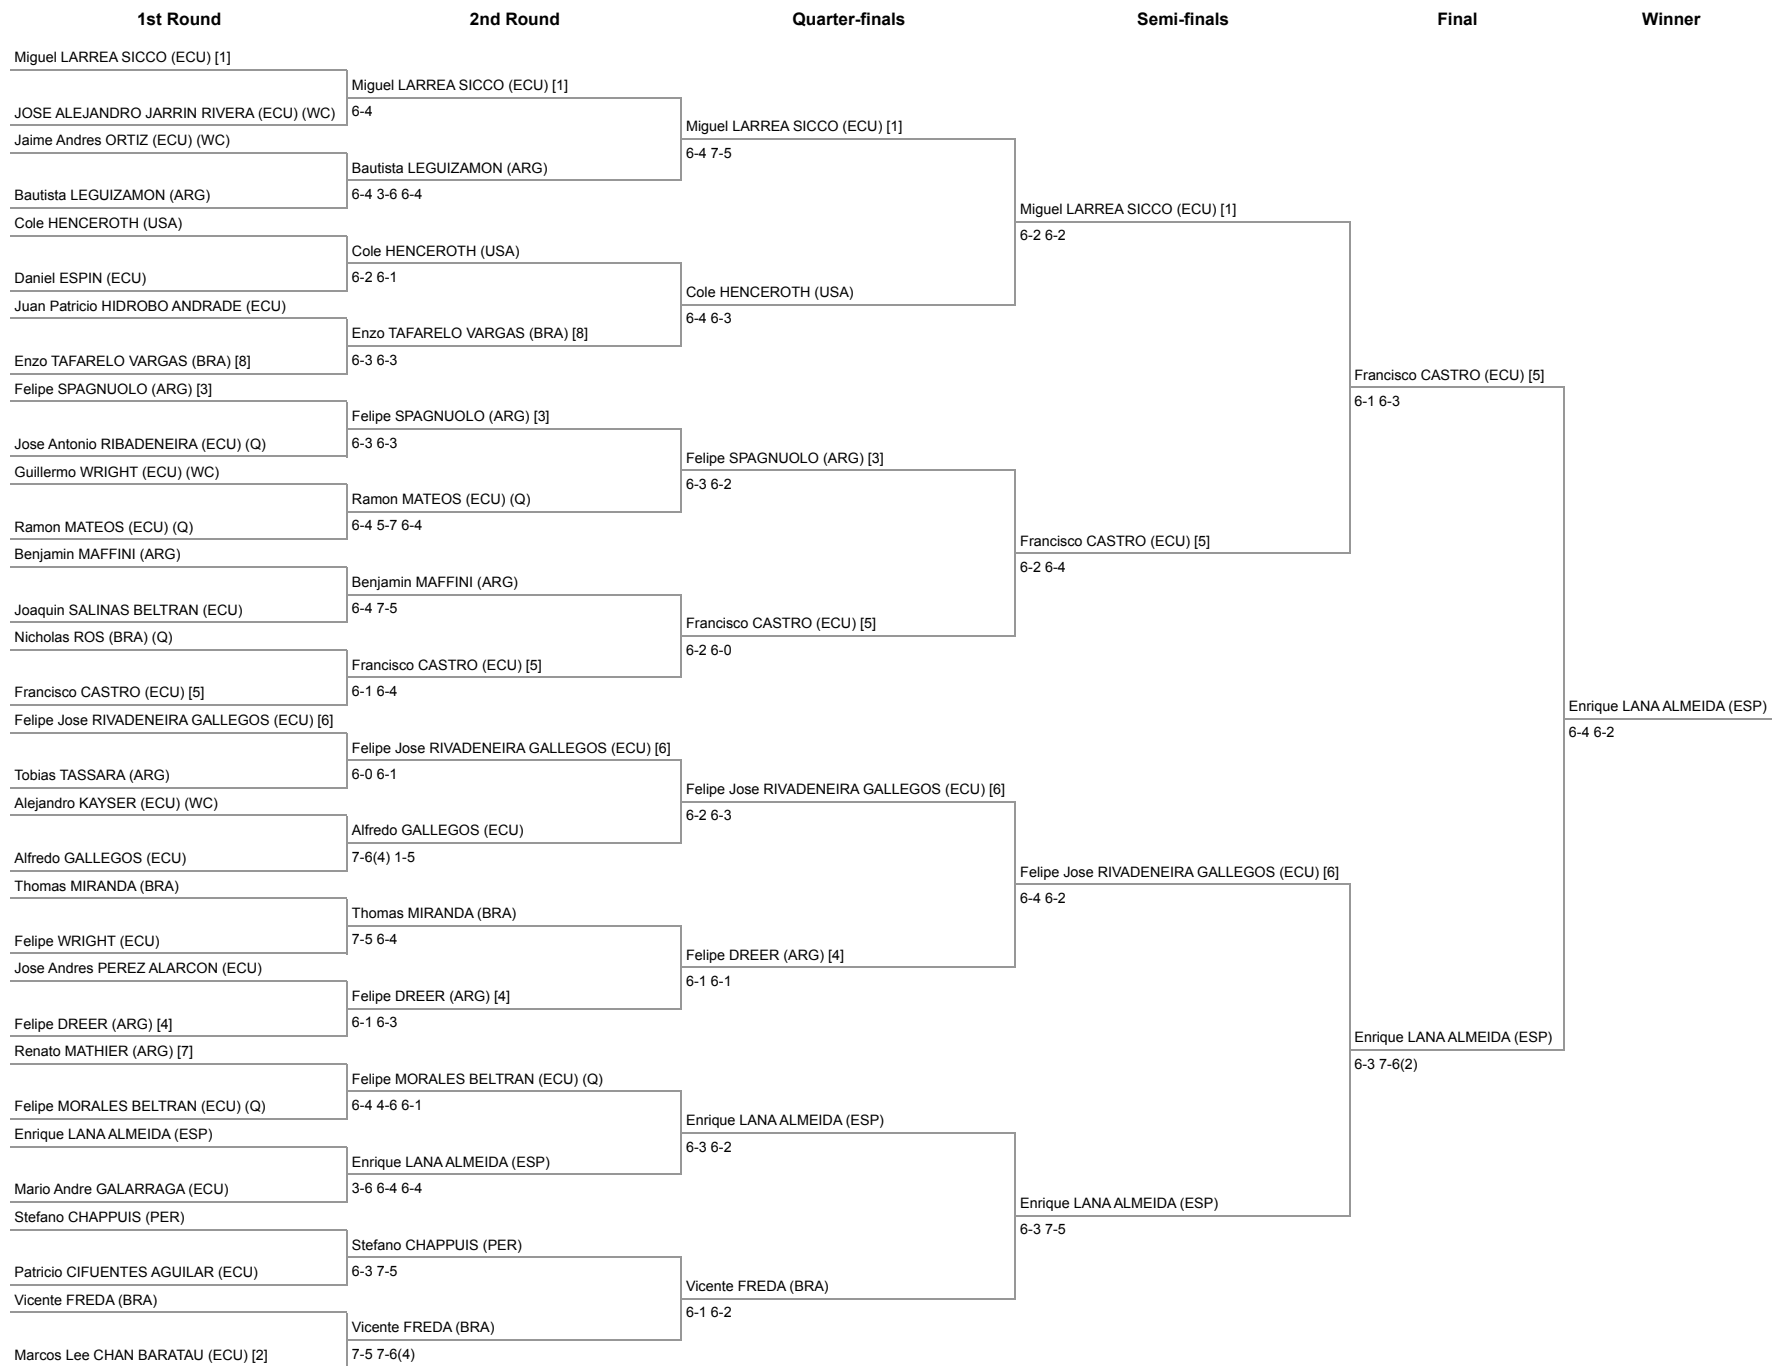 1st Round
2nd Round
Quarter-finals
Semi-finals
Final
Winner
Miguel LARREA SICCO (ECU) [1]
JOSE ALEJANDRO JARRIN RIVERA (ECU) (WC)
Jaime Andres ORTIZ (ECU) (WC)
Bautista LEGUIZAMON (ARG)
Cole HENCEROTH (USA)
Daniel ESPIN (ECU)
Juan Patricio HIDROBO ANDRADE (ECU)
Enzo TAFARELO VARGAS (BRA) [8]
Felipe SPAGNUOLO (ARG) [3]
Jose Antonio RIBADENEIRA (ECU) (Q)
Guillermo WRIGHT (ECU) (WC)
Ramon MATEOS (ECU) (Q)
Benjamin MAFFINI (ARG)
Joaquin SALINAS BELTRAN (ECU)
Nicholas ROS (BRA) (Q)
Francisco CASTRO (ECU) [5]
Felipe Jose RIVADENEIRA GALLEGOS (ECU) [6]
Tobias TASSARA (ARG)
Alejandro KAYSER (ECU) (WC)
Alfredo GALLEGOS (ECU)
Thomas MIRANDA (BRA)
Felipe WRIGHT (ECU)
Jose Andres PEREZ ALARCON (ECU)
Felipe DREER (ARG) [4]
Renato MATHIER (ARG) [7]
Felipe MORALES BELTRAN (ECU) (Q)
Enrique LANA ALMEIDA (ESP)
Mario Andre GALARRAGA (ECU)
Stefano CHAPPUIS (PER)
Patricio CIFUENTES AGUILAR (ECU)
Vicente FREDA (BRA)
Marcos Lee CHAN BARATAU (ECU) [2]
Miguel LARREA SICCO (ECU) [1]
6-4
Bautista LEGUIZAMON (ARG)
6-4 3-6 6-4
Cole HENCEROTH (USA)
6-2 6-1
Enzo TAFARELO VARGAS (BRA) [8]
6-3 6-3
Felipe SPAGNUOLO (ARG) [3]
6-3 6-3
Ramon MATEOS (ECU) (Q)
6-4 5-7 6-4
Benjamin MAFFINI (ARG)
6-4 7-5
Francisco CASTRO (ECU) [5]
6-1 6-4
Felipe Jose RIVADENEIRA GALLEGOS (ECU) [6]
6-0 6-1
Alfredo GALLEGOS (ECU)
7-6(4) 1-5
Thomas MIRANDA (BRA)
7-5 6-4
Felipe DREER (ARG) [4]
6-1 6-3
Felipe MORALES BELTRAN (ECU) (Q)
6-4 4-6 6-1
Enrique LANA ALMEIDA (ESP)
3-6 6-4 6-4
Stefano CHAPPUIS (PER)
6-3 7-5
Vicente FREDA (BRA)
7-5 7-6(4)
Miguel LARREA SICCO (ECU) [1]
6-4 7-5
Cole HENCEROTH (USA)
6-4 6-3
Felipe SPAGNUOLO (ARG) [3]
6-3 6-2
Francisco CASTRO (ECU) [5]
6-2 6-0
Felipe Jose RIVADENEIRA GALLEGOS (ECU) [6]
6-2 6-3
Felipe DREER (ARG) [4]
6-1 6-1
Enrique LANA ALMEIDA (ESP)
6-3 6-2
Vicente FREDA (BRA)
6-1 6-2
Miguel LARREA SICCO (ECU) [1]
6-2 6-2
Francisco CASTRO (ECU) [5]
6-2 6-4
Felipe Jose RIVADENEIRA GALLEGOS (ECU) [6]
6-4 6-2
Enrique LANA ALMEIDA (ESP)
6-3 7-5
Francisco CASTRO (ECU) [5]
6-1 6-3
Enrique LANA ALMEIDA (ESP)
6-3 7-6(2)
Enrique LANA ALMEIDA (ESP)
6-4 6-2